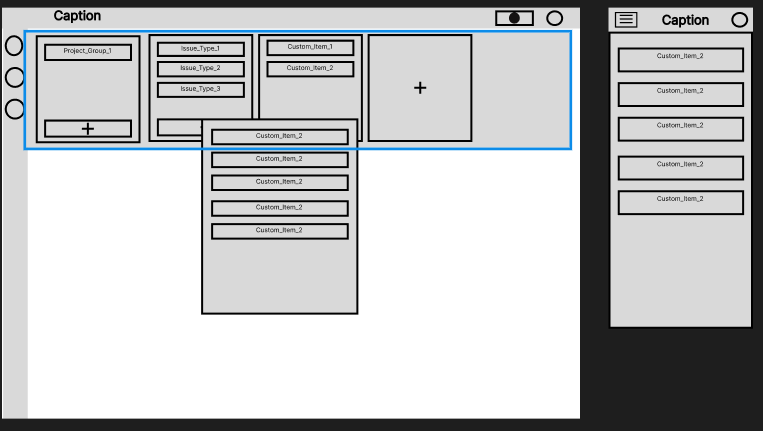 Caption
Project_Group_1
+
Issue_Type_1
Issue_Type_2
Issue_Type_3
Custom_Item_1
Custom_Item_2
+
Custom_Item_2
Custom_Item_2
Custom_Item_2
Custom_Item_2
Custom_Item_2
Caption
Custom_Item_2
Custom_Item_2
Custom_Item_2
Custom_Item_2
Custom_Item_2